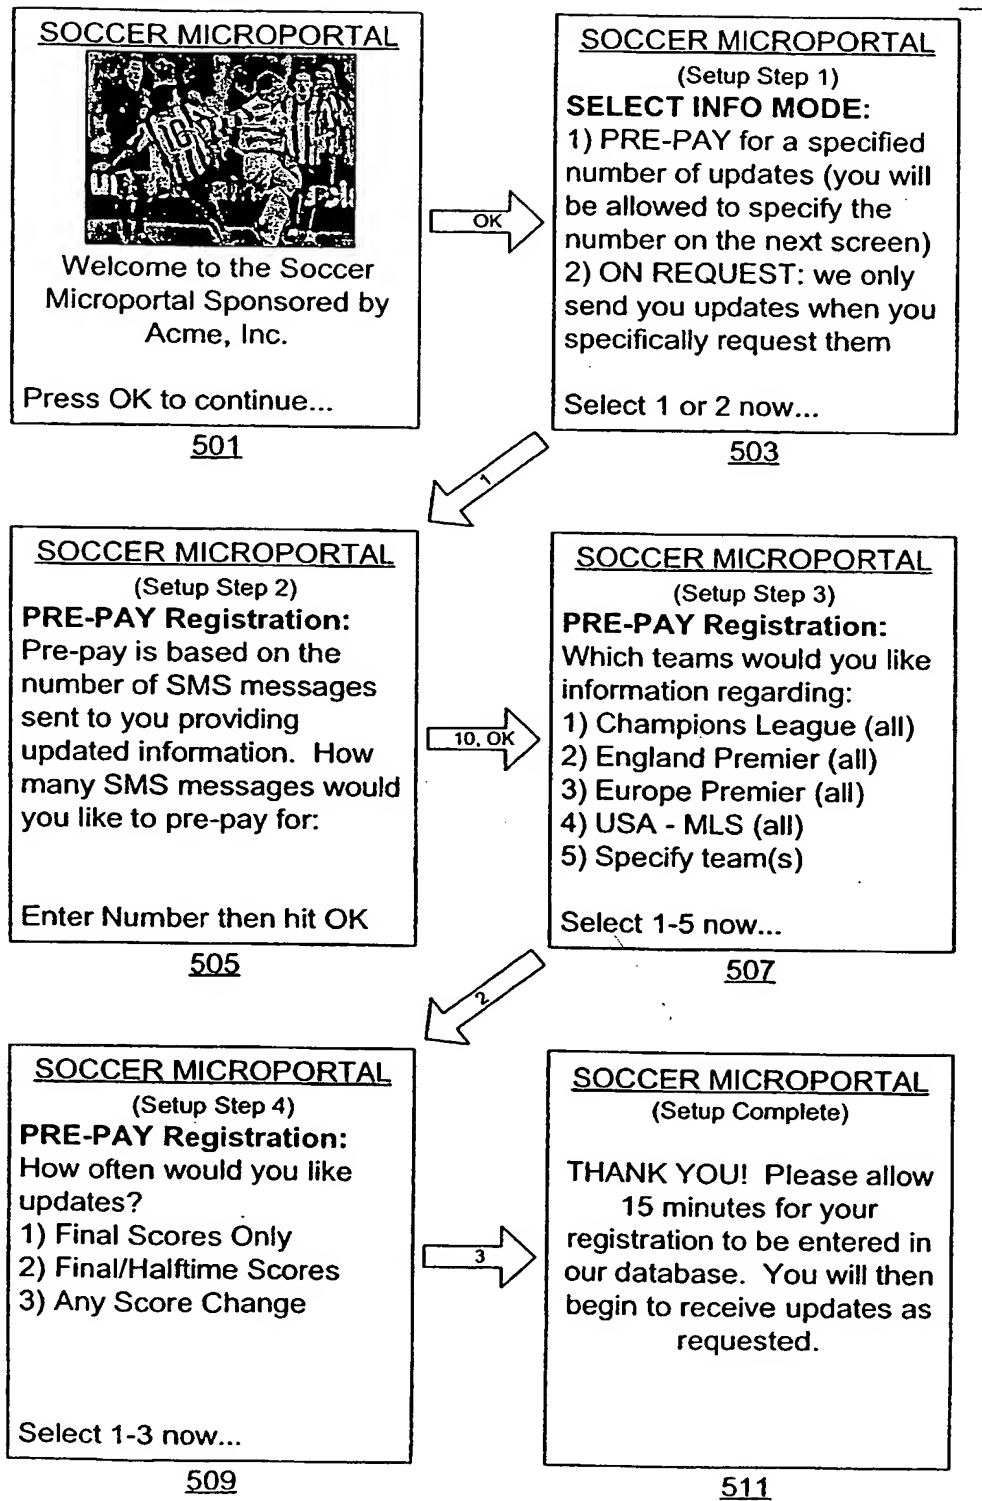 SOCCER MICROPORTAL
Welcome to the Soccer
Microportal Sponsored by
Acme, Inc.
Press OK to continue...
501
OK
SOCCER MICROPORTAL
(Setup Step 1)
SELECT INFO MODE:
1) PRE-PAY for a specified
number of updates (you will
be allowed to specify the
number on the next screen)
2) ON REQUEST: we only
send you updates when you
specifically request them
Select 1 or 2 now...
503
1
SOCCER MICROPORTAL
(Setup Step 2)
PRE-PAY Registration:
Pre-pay is based on the
number of SMS messages
sent to you providing
updated information. How
many SMS messages would
you like to pre-pay for:
Enter Number then hit OK
505
10, OK
SOCCER MICROPORTAL
(Setup Step 3)
PRE-PAY Registration:
Which teams would you like
information regarding:
1) Champions League (all)
2) England Premier (all)
3) Europe Premier (all)
4) USA - MLS (all)
5) Specify team(s)
Select 1-5 now...
507
2
SOCCER MICROPORTAL
(Setup Step 4)
PRE-PAY Registration:
How often would you like
updates?
1) Final Scores Only
2) Final/Halftime Scores
3) Any Score Change
Select 1-3 now...
509
3
SOCCER MICROPORTAL
(Setup Complete)
THANK YOU! Please allow
15 minutes for your
registration to be entered in
our database. You will then
begin to receive updates as
requested.
511